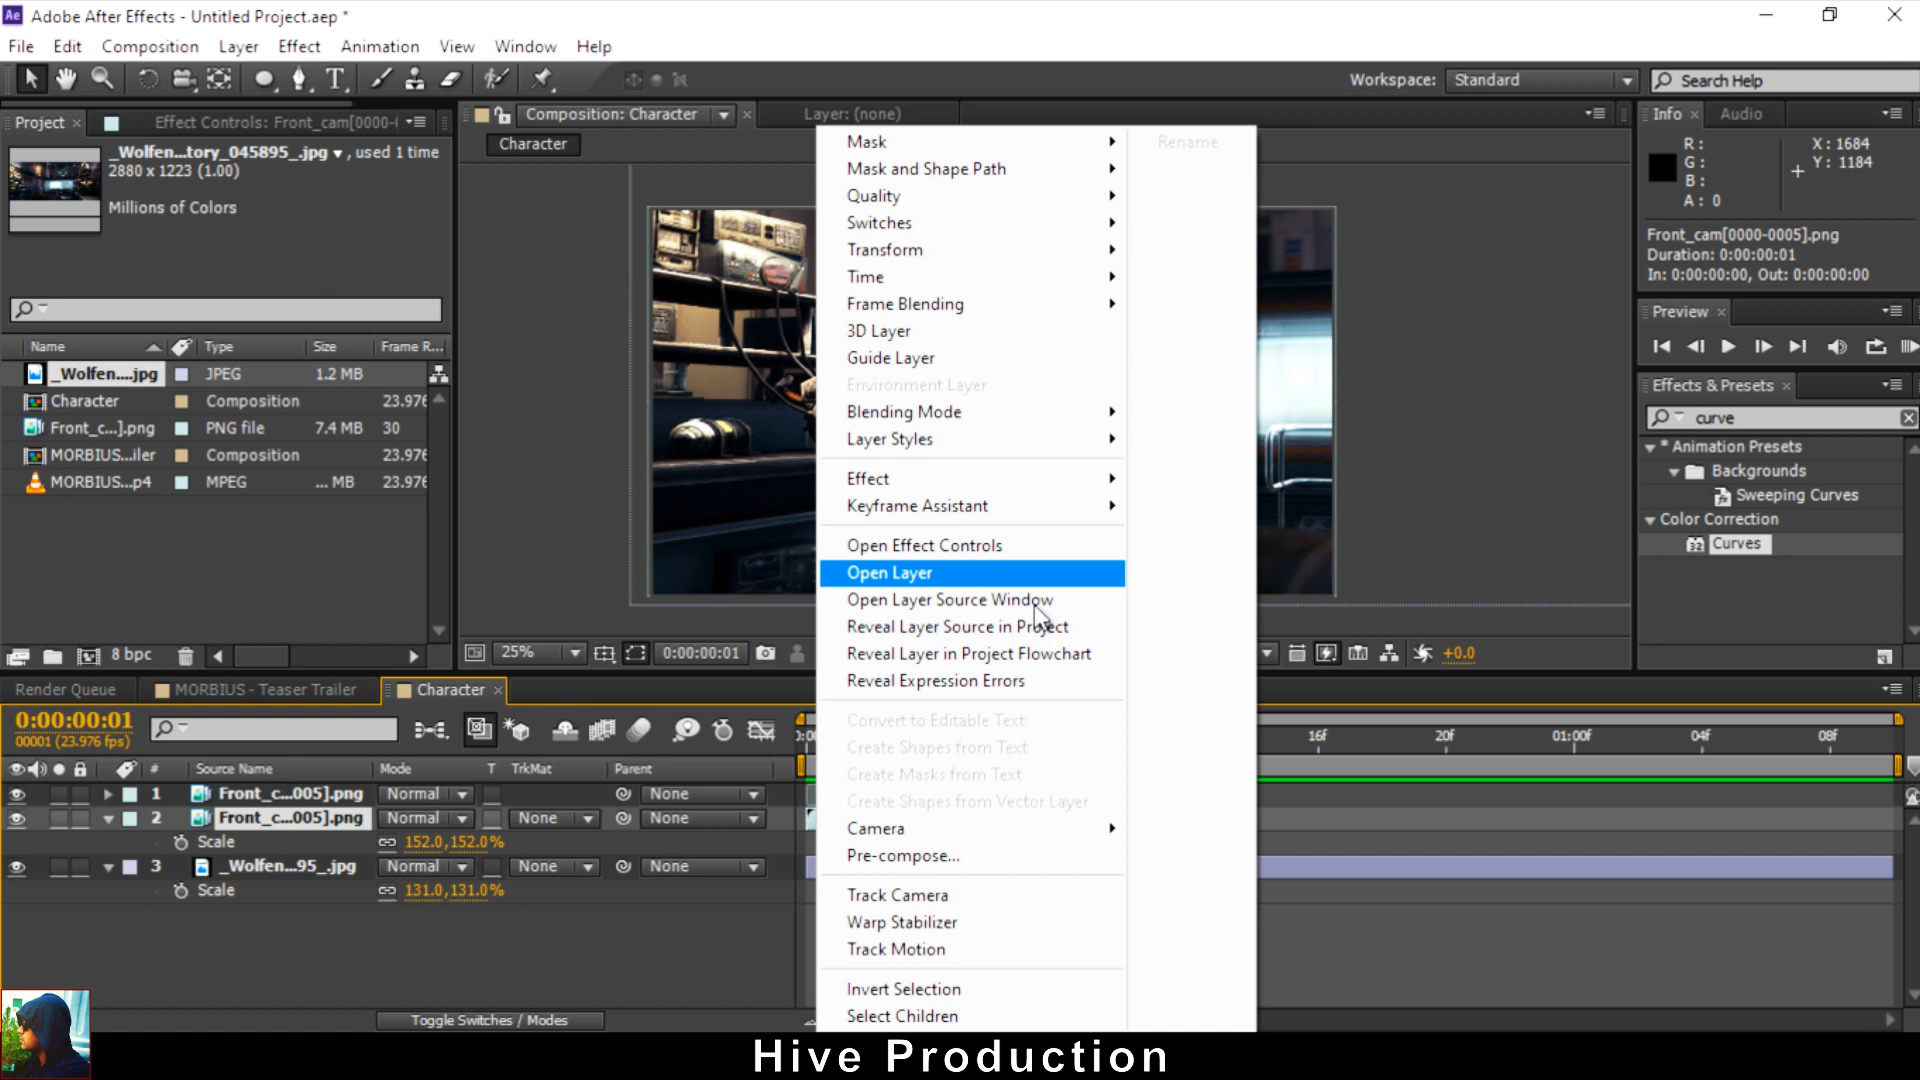 Ae Adobe After Effects - Untitled Project.aep *
File Edit Composition Layer Effect Animation View Window Help
T Workspace: Standard Search Help
Project × Effect Controls: Front_cam[0000-
_Wolfen...tory_045895_.jpg ▾, used 1 time
2880 x 1223 (1.00)
Millions of Colors
Name Type Size Frame R...
_Wolfen....jpg JPEG 1.2 MB
Character Composition 23.976
Front_c...].png PNG file 7.4 MB 30
MORBIUS...iler Composition 23.976
MORBIUS...p4 MPEG ... MB 23.976
8 bpc
Composition: Character × Layer: (none)
Character
25% 0:00:00:01 +0.0
Mask
Mask and Shape Path
Quality
Switches
Transform
Time
Frame Blending
3D Layer
Guide Layer
Environment Layer
Blending Mode
Layer Styles
Effect
Keyframe Assistant
Open Effect Controls
Open Layer
Open Layer Source Window
Reveal Layer Source in Project
Reveal Layer in Project Flowchart
Reveal Expression Errors
Convert to Editable Text
Create Shapes from Text
Create Masks from Text
Create Shapes from Vector Layer
Camera
Pre-compose...
Track Camera
Warp Stabilizer
Track Motion
Invert Selection
Select Children
Rename
Info × Audio
R : X : 1684
G : Y : 1184
B :
A : 0
Front_cam[0000-0005].png
Duration: 0:00:00:01
In: 0:00:00:00, Out: 0:00:00:00
Preview ×
Effects & Presets ×
curve
* Animation Presets
Backgrounds
Sweeping Curves
Color Correction
32 Curves
Render Queue MORBIUS - Teaser Trailer Character ×
0:00:00:01
00001 (23.976 fps)
16f 20f 01:00f 04f 08f
# Source Name Mode T TrkMat Parent
1 Front_c...005].png Normal None
2 Front_c...005].png Normal None None
Scale 152.0,152.0%
3 _Wolfen...95_.jpg Normal None None
Scale 131.0,131.0%
Toggle Switches / Modes
Hive Production